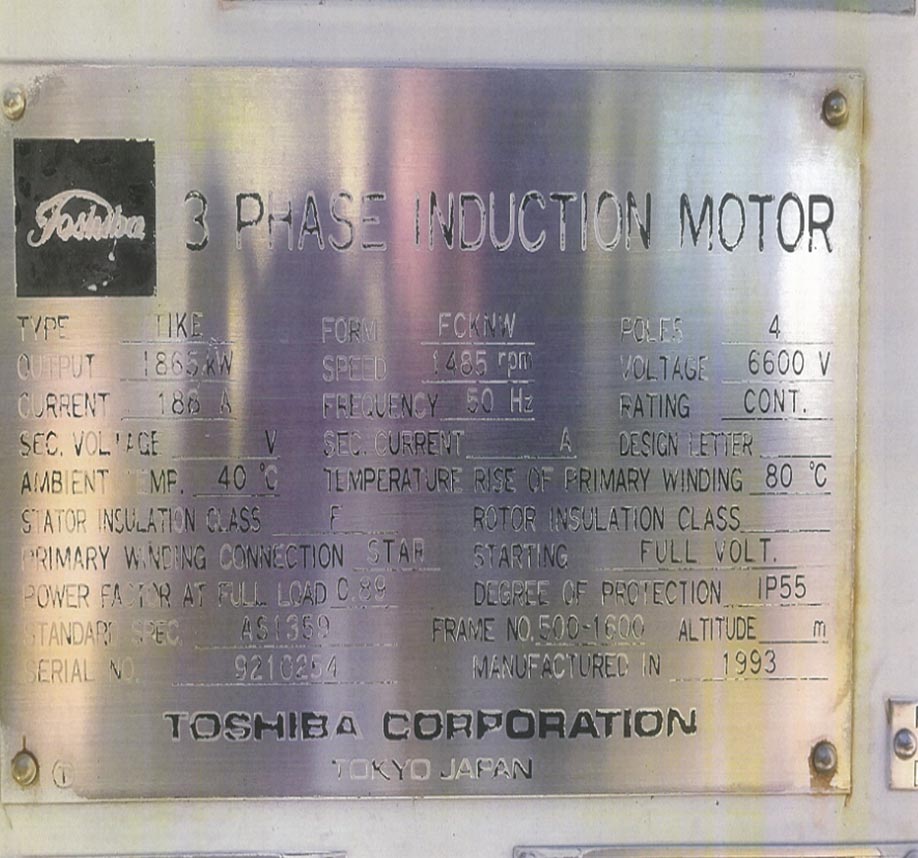 Toshiba
3 PHASE INDUCTION MOTOR
TYPE TIKE FORM FCKNW POLES 4
OUTPUT 1865 kW SPEED 1485 rpm VOLTAGE 6600 V
CURRENT 186 A FREQUENCY 50 Hz RATING CONT.
SEC. VOLTAGE V SEC. CURRENT A DESIGN LETTER
AMBIENT TEMP. 40 °C TEMPERATURE RISE OF PRIMARY WINDING 80 °C
STATOR INSULATION CLASS F ROTOR INSULATION CLASS
PRIMARY WINDING CONNECTION STAR STARTING FULL VOLT.
POWER FACTOR AT FULL LOAD 0.89 DEGREE OF PROTECTION IP55
STANDARD SPEC. AS1359 FRAME NO. 500-1600 ALTITUDE m
SERIAL NO. 9210254 MANUFACTURED IN 1993
TOSHIBA CORPORATION
TOKYO JAPAN